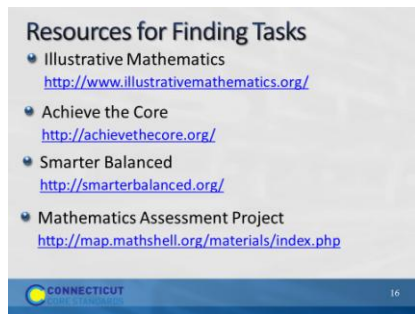 Resources for Finding Tasks
Illustrative Mathematics
http://www.illustrativemathematics.org/
Achieve the Core
http://achievethecore.org/
Smarter Balanced
http://smarterbalanced.org/
Mathematics Assessment Project
http://map.mathshell.org/materials/index.php
CONNECTICUT
CORE STANDARDS
16